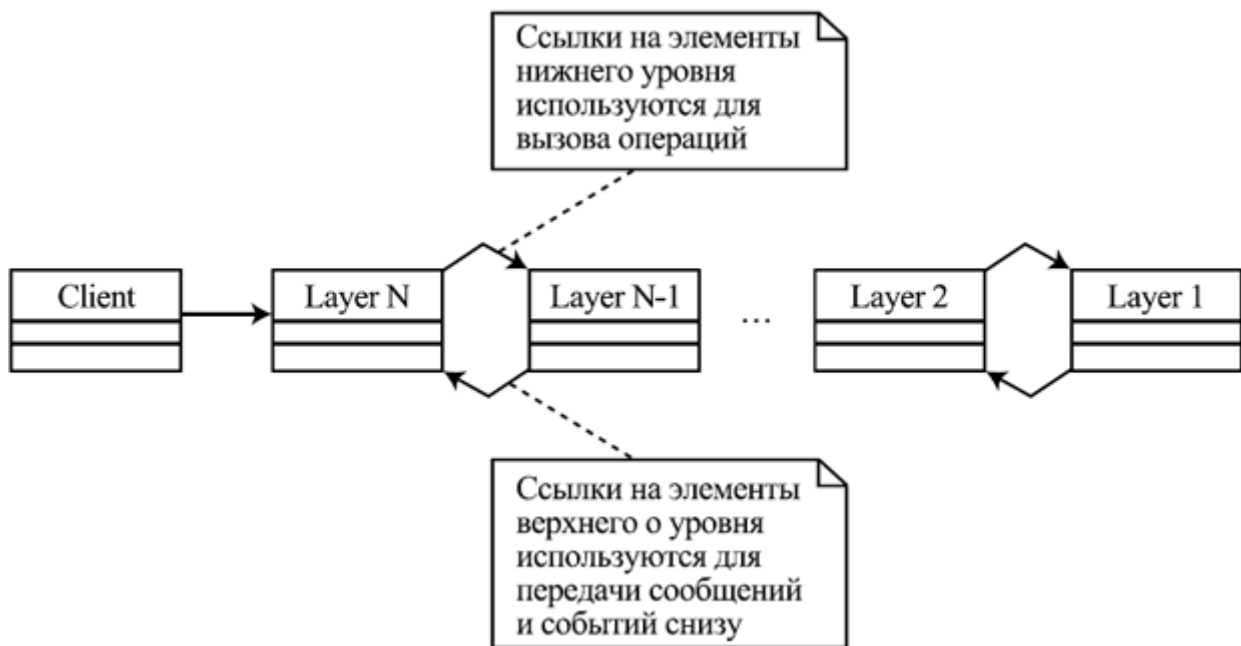 Ссылки на элементы
нижнего уровня
используются для
вызова операций
Client
Layer N
Layer N-1
...
Layer 2
Layer 1
Ссылки на элементы
верхнего о уровня
используются для
передачи сообщений
и событий снизу